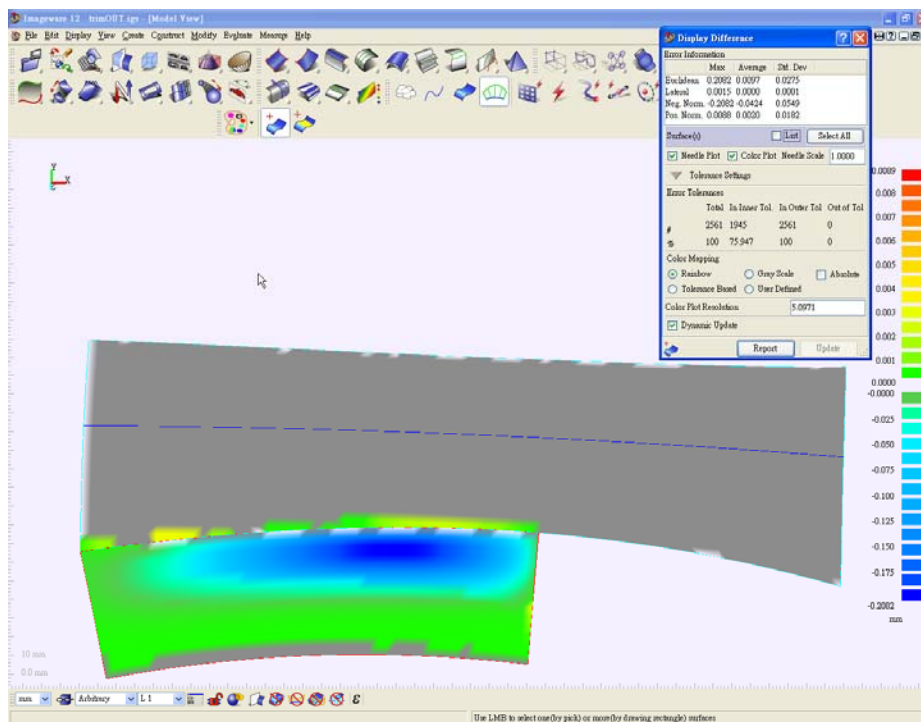 Imageware 12 trimOUT.igs - [Model View]
File Edit Display View Create Construct Modify Evaluate Measure Help
Display Difference
Error Information
Max Average Std. Dev
Euclidean 0.2082 0.0097 0.0275
Lateral 0.0015 0.0000 0.0001
Neg. Norm. -0.2082 -0.0424 0.0549
Pos. Norm. 0.0088 0.0020 0.0182
Surface(s) List Select All
Needle Plot Color Plot Needle Scale 1.0000
Tolerance Settings
Error Tolerances
Total In Inner Tol. In Outer Tol Out of Tol
# 2561 1945 2561 0
% 100 75.947 100 0
Color Mapping
Rainbow Gray Scale Absolute
Tolerance Based User Defined
Color Plot Resolution 5.0971
Dynamic Update
Report Update
Y
X
0.0089
0.008
0.007
0.006
0.005
0.004
0.003
0.002
0.001
0.0000
-0.0000
-0.025
-0.050
-0.075
-0.100
-0.125
-0.150
-0.175
-0.2002
mm
10 mm
0.0 mm
mm Arbitrary L 1
Use LMB to select one(by pick) or more(by drawing rectangle) surfaces